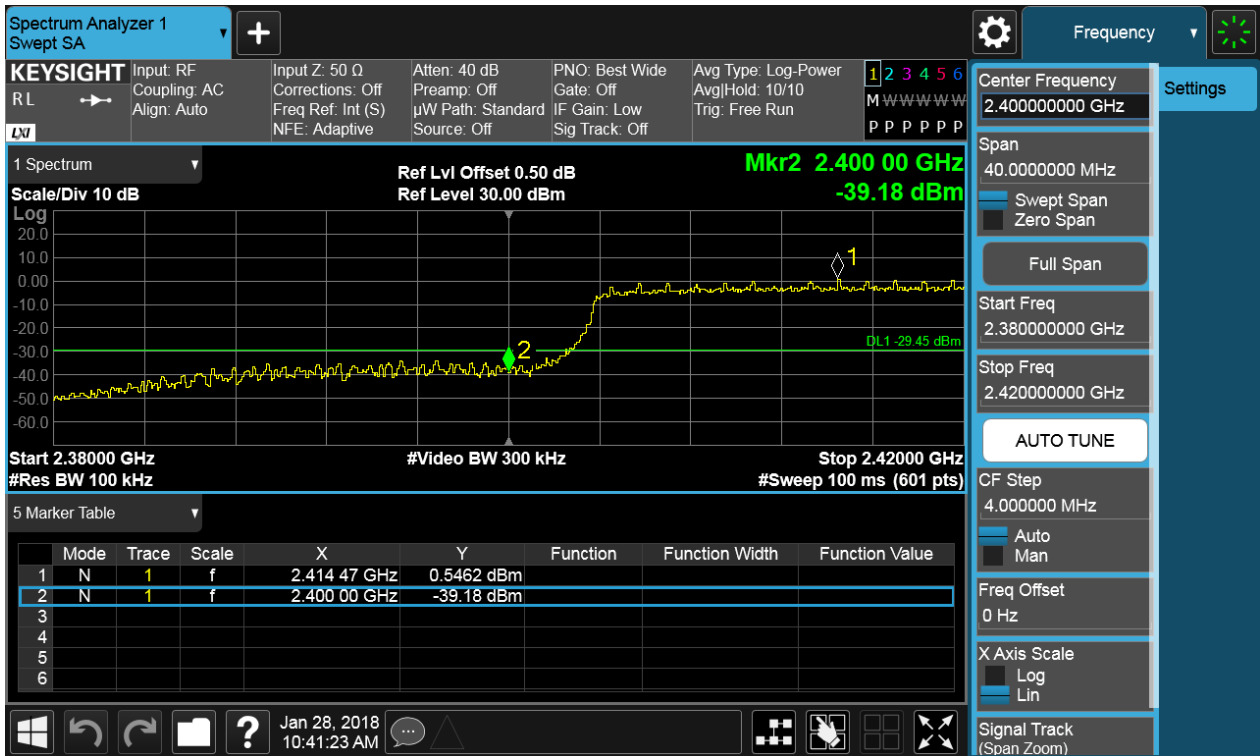 Spectrum Analyzer 1
Swept SA
+
Frequency
KEYSIGHT
R L
LXI
Input: RF
Coupling: AC
Align: Auto
Input Z: 50 Ω
Corrections: Off
Freq Ref: Int (S)
NFE: Adaptive
Atten: 40 dB
Preamp: Off
µW Path: Standard
Source: Off
PNO: Best Wide
Gate: Off
IF Gain: Low
Sig Track: Off
Avg Type: Log-Power
Avg|Hold: 10/10
Trig: Free Run
1 2 3 4 5 6
M W W W W W
P P P P P P
1 Spectrum
Scale/Div 10 dB
Ref Lvl Offset 0.50 dB
Ref Level 30.00 dBm
Mkr2 2.400 00 GHz
-39.18 dBm
Log
20.0
10.0
0.00
-10.0
-20.0
-30.0
-40.0
-50.0
-60.0
1
2
DL1 -29.45 dBm
Start 2.38000 GHz
#Video BW 300 kHz
Stop 2.42000 GHz
#Res BW 100 kHz
#Sweep 100 ms (601 pts)
5 Marker Table
Mode Trace Scale X Y Function Function Width Function Value
1 N 1 f 2.414 47 GHz 0.5462 dBm
2 N 1 f 2.400 00 GHz -39.18 dBm
3
4
5
6
?
Jan 28, 2018
10:41:23 AM
Center Frequency
2.400000000 GHz
Span
40.0000000 MHz
Swept Span
Zero Span
Full Span
Start Freq
2.380000000 GHz
Stop Freq
2.420000000 GHz
AUTO TUNE
CF Step
4.000000 MHz
Auto
Man
Freq Offset
0 Hz
X Axis Scale
Log
Lin
Signal Track
(Span Zoom)
Settings